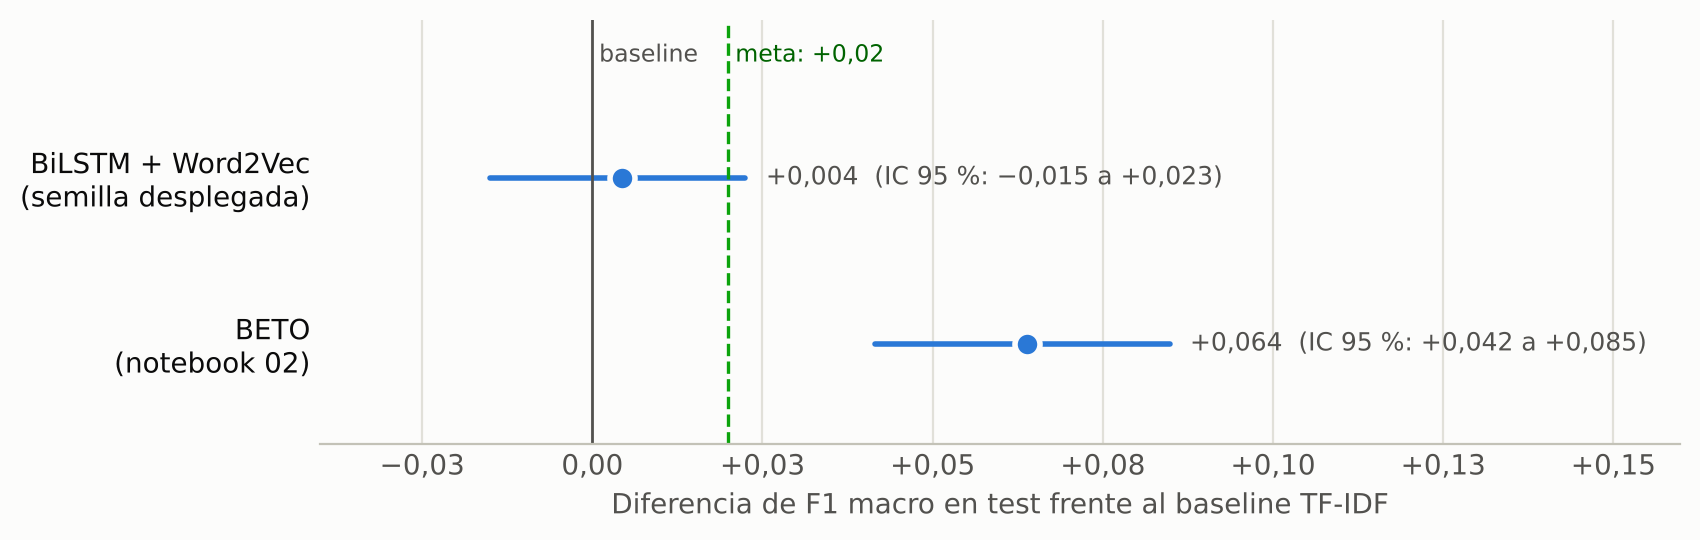 baseline
meta: +0,02
BiLSTM + Word2Vec
(semilla desplegada)
+0,004 (IC 95 %: −0,015 a +0,023)
BETO
(notebook 02)
+0,064 (IC 95 %: +0,042 a +0,085)
−0,03 0,00 +0,03 +0,05 +0,08 +0,10 +0,13 +0,15
Diferencia de F1 macro en test frente al baseline TF-IDF